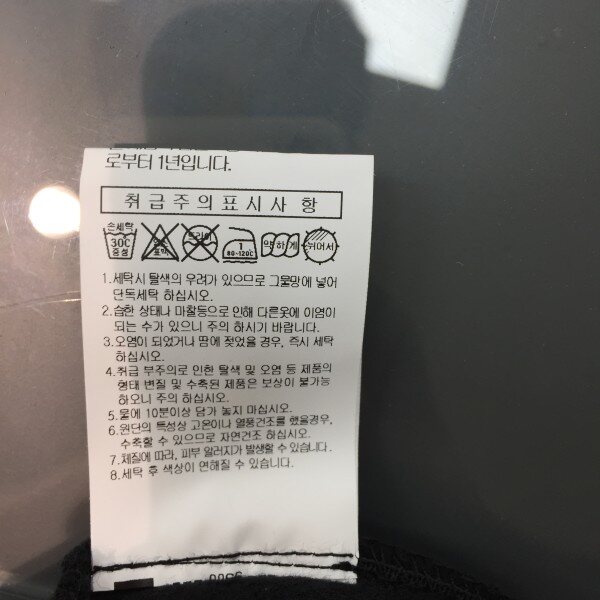 로부터 1년입니다.
취급주의표시사항
손세탁
30C
중성
드라이
1
80-120C
약하게
뉘어서
1.세탁시 탈색의 우려가 있으므로 그물망에 넣어
단독세탁 하십시오.
2.습한 상태나 마찰등으로 인해 다른옷에 이염이
되는 수가 있으니 주의 하시기 바랍니다.
3.오염이 되었거나 땀에 젖었을 경우, 즉시 세탁
하십시오.
4.취급 부주의로 인한 탈색 및 오염 등 제품의
형태 변질 및 수축된 제품은 보상이 불가능
하오니 주의 하십시오.
5.물에 10분이상 담가 놓지 마십시오.
6.원단의 특성상 고온이나 열풍건조를 했을경우,
수축할 수 있으므로 자연건조 하십시오.
7.체질에 따라, 피부 알러지가 발생할 수 있습니다.
8.세탁 후 색상이 연해질 수 있습니다.